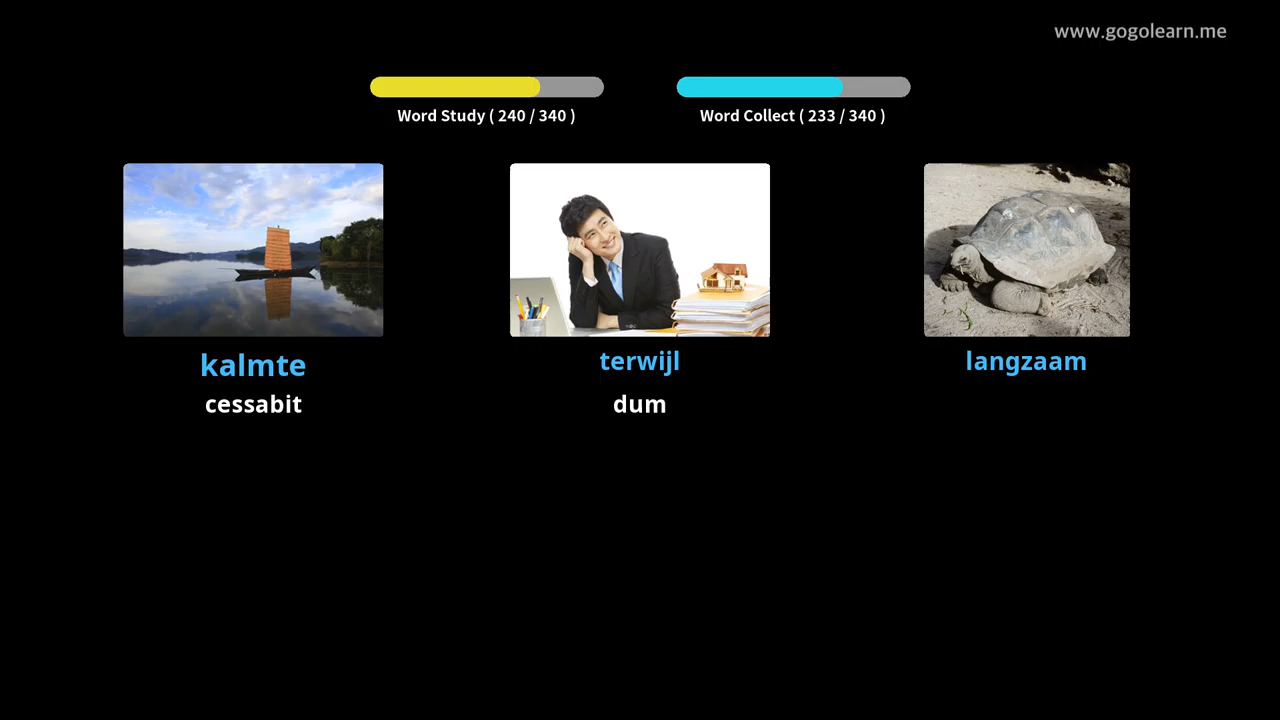 www.gogolearn.me
Word Study ( 240 / 340 )
Word Collect ( 233 / 340 )
kalmte
terwijl
langzaam
cessabit
dum